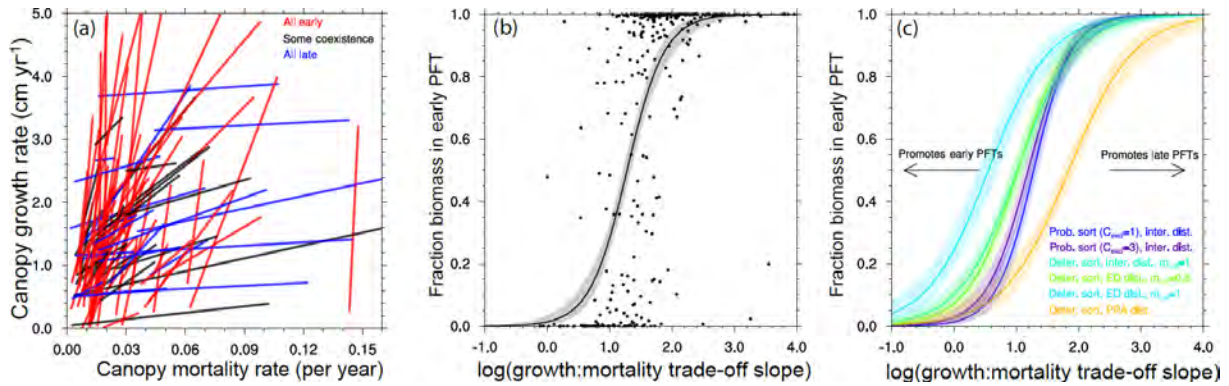 (a)
All early
Some coexistence
All late
5.0
4.0
3.0
2.0
1.0
0.0
Canopy growth rate (cm yr⁻¹)
0.00 0.03 0.06 0.09 0.12 0.15
Canopy mortality rate (per year)
(b)
1.0
0.8
0.6
0.4
0.2
0.0
Fraction biomass in early PFT
-1.0 0.0 1.0 2.0 3.0 4.0
log(growth:mortality trade-off slope)
(c)
1.0
0.8
0.6
0.4
0.2
0.0
Fraction biomass in early PFT
Promotes early PFTs
Promotes late PFTs
Prob. sort (C=1), inter. dist.
Prob. sort (C=3), inter. dist.
Deter. sort, inter. dist. =1
Deter. sort, ED dist.,
Deter. sort, ED dist., =1
Deter. sort, PPA dist.
-1.0 0.0 1.0 2.0 3.0 4.0
log(growth:mortality trade-off slope)